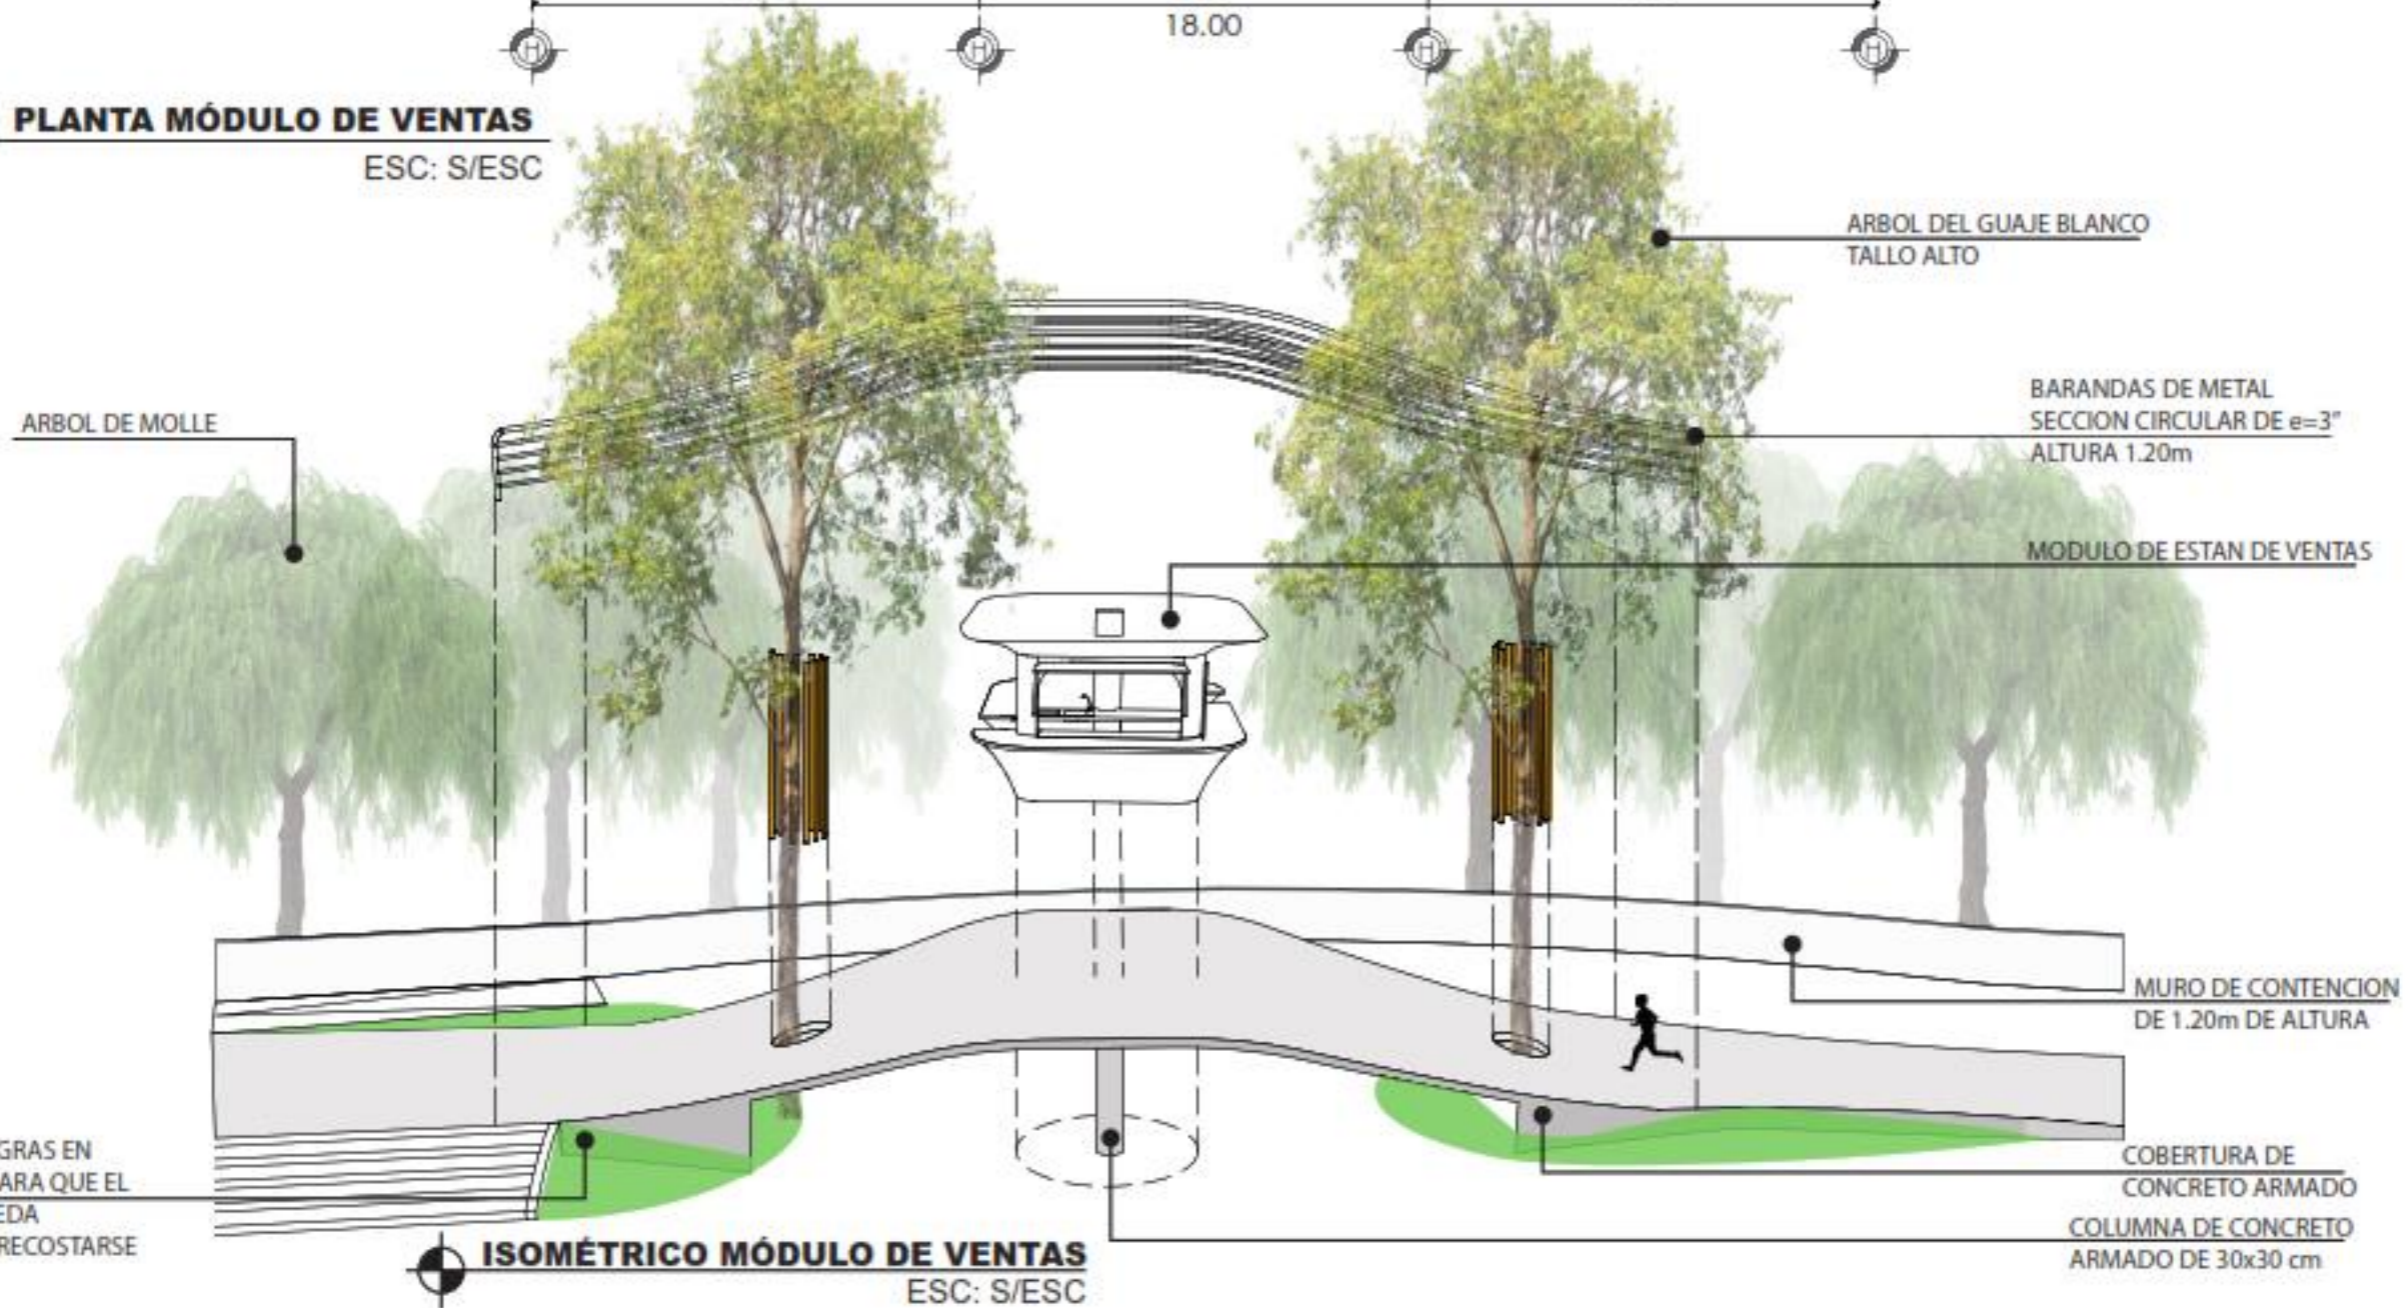 18.00
H
H
H
H
PLANTA MÓDULO DE VENTAS
ESC: S/ESC
ARBOL DEL GUAJE BLANCO
TALLO ALTO
BARANDAS DE METAL
SECCION CIRCULAR DE e=3"
ALTURA 1.20m
ARBOL DE MOLLE
MODULO DE ESTAN DE VENTAS
MURO DE CONTENCION
DE 1.20m DE ALTURA
GRAS EN
ARA QUE EL
EDA
RECOSTARSE
COBERTURA DE
CONCRETO ARMADO
COLUMNA DE CONCRETO
ARMADO DE 30x30 cm
ISOMÉTRICO MÓDULO DE VENTAS
ESC: S/ESC